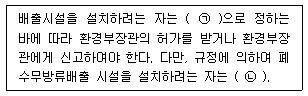 배출시설을 설치하려는 자는 ( ㉠ )으로 정하는
바에 따라 환경부장관의 허가를 받거나 환경부장
관에게 신고하여야 한다. 다만, 규정에 의하여 폐
수무방류배출 시설을 설치하려는 자는 ( ㉡ ).